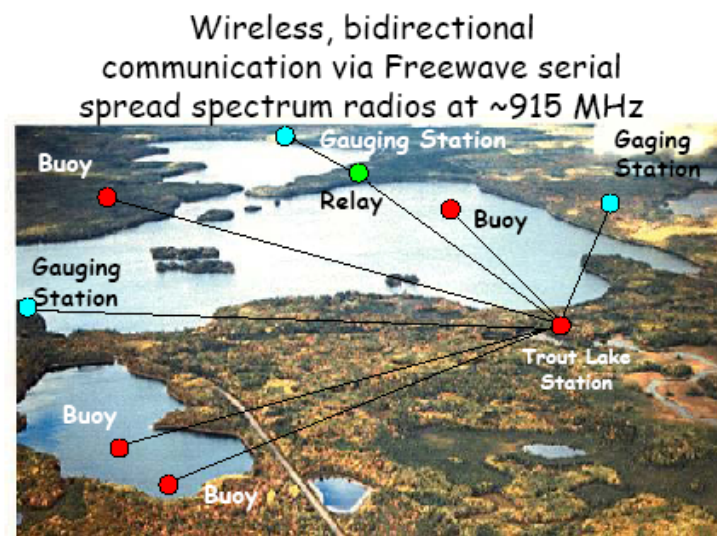 Wireless, bidirectional
communication via Freewave serial
spread spectrum radios at ~915 MHz
Gauging Station
Gaging
Station
Buoy
Relay
Buoy
Gauging
Station
Trout Lake
Station
Buoy
Buoy